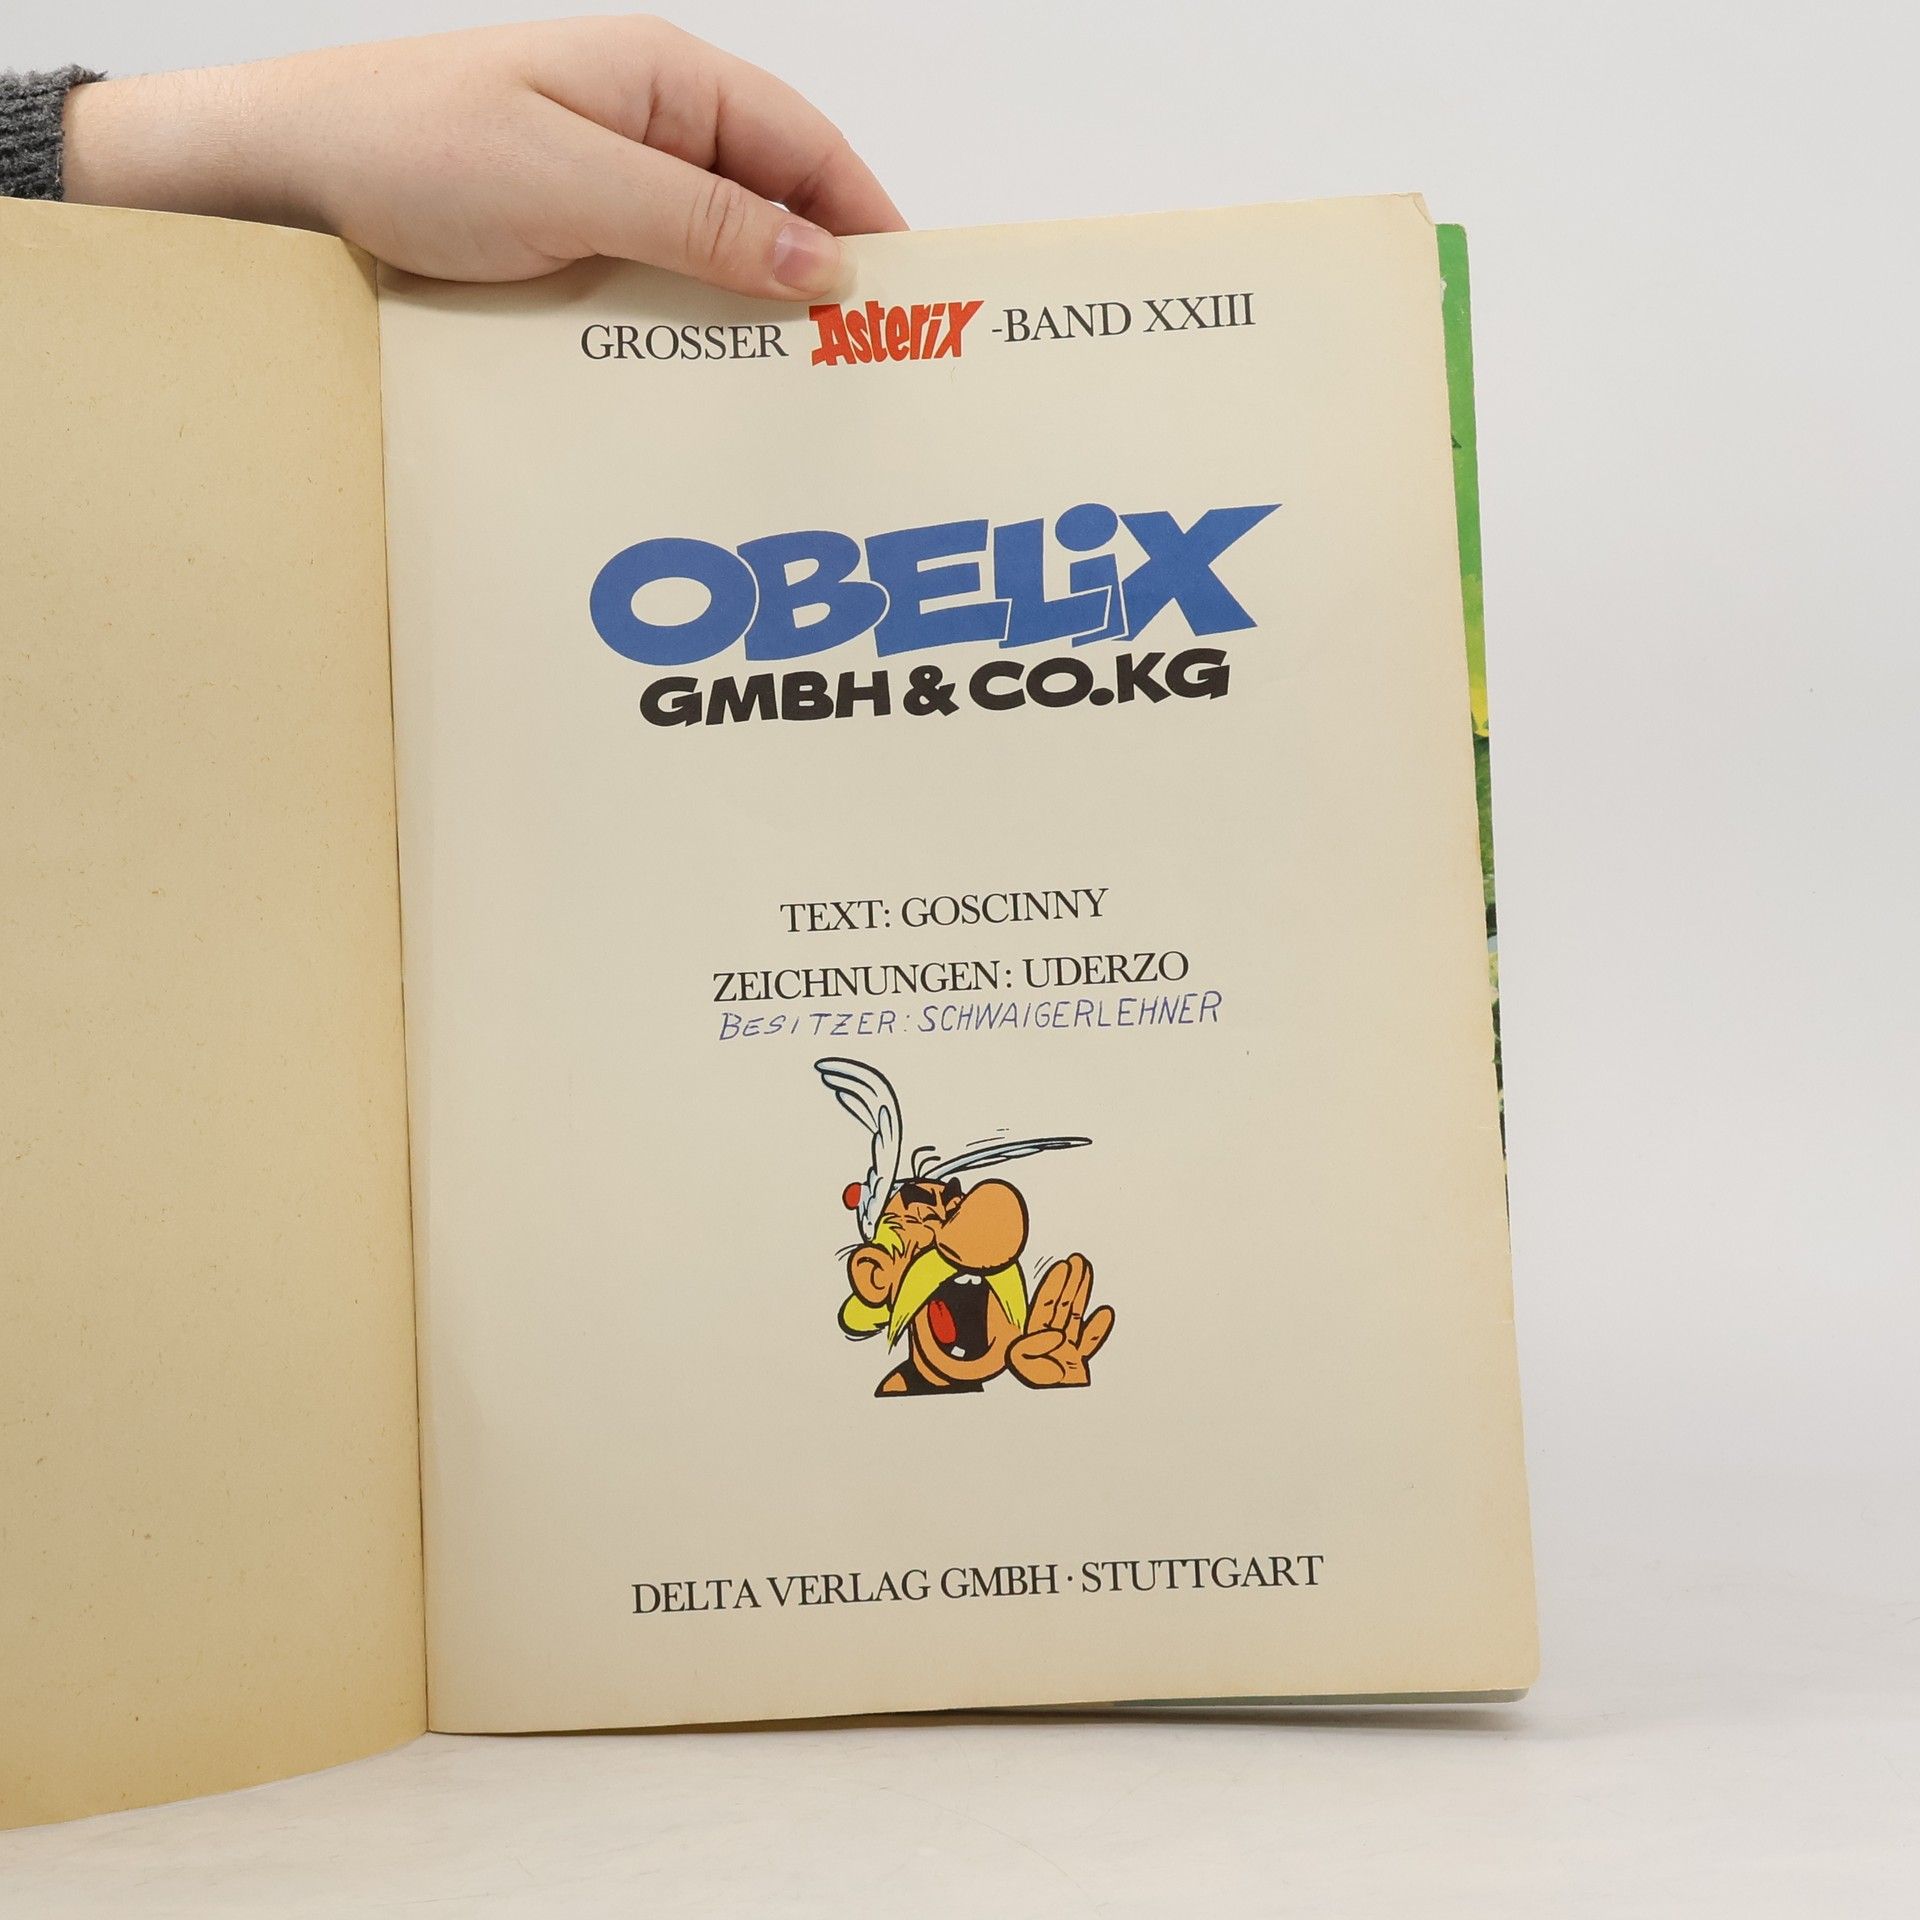 GROSSER Asterix -BAND XXIII
OBELiX
GMBH & CO.KG
TEXT: GOSCINNY
ZEICHNUNGEN: UDERZO
BESITZER: SCHWAIGERLEHNER
DELTA VERLAG GMBH · STUTTGART